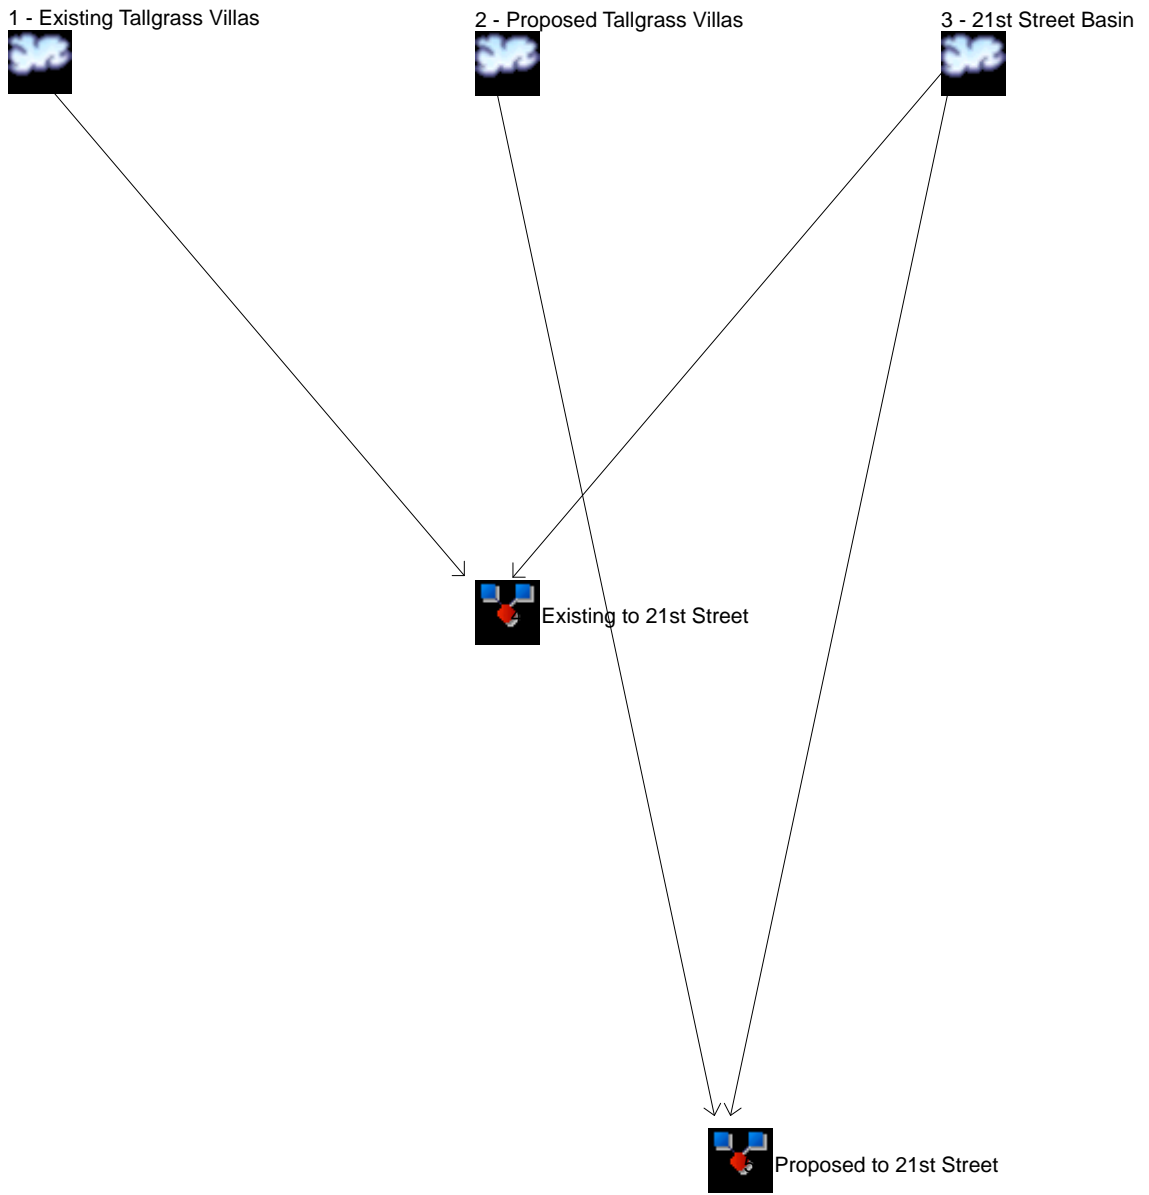 1 - Existing Tallgrass Villas
2 - Proposed Tallgrass Villas
3 - 21st Street Basin
Existing to 21st Street
Proposed to 21st Street